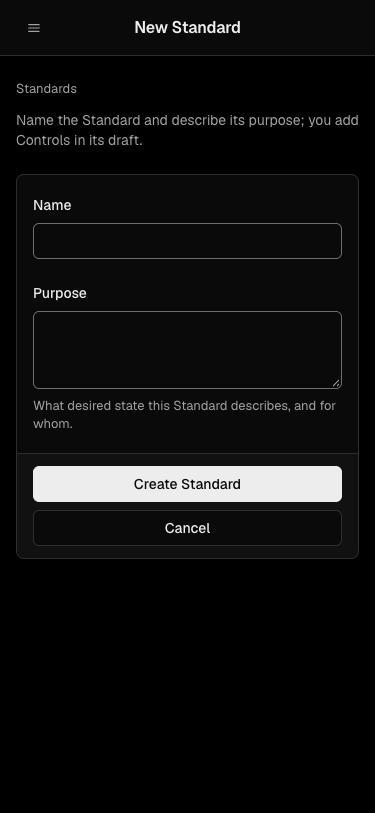 New Standard
Standards
Name the Standard and describe its purpose; you add
Controls in its draft.
Name
Purpose
What desired state this Standard describes, and for
whom.
Create Standard
Cancel